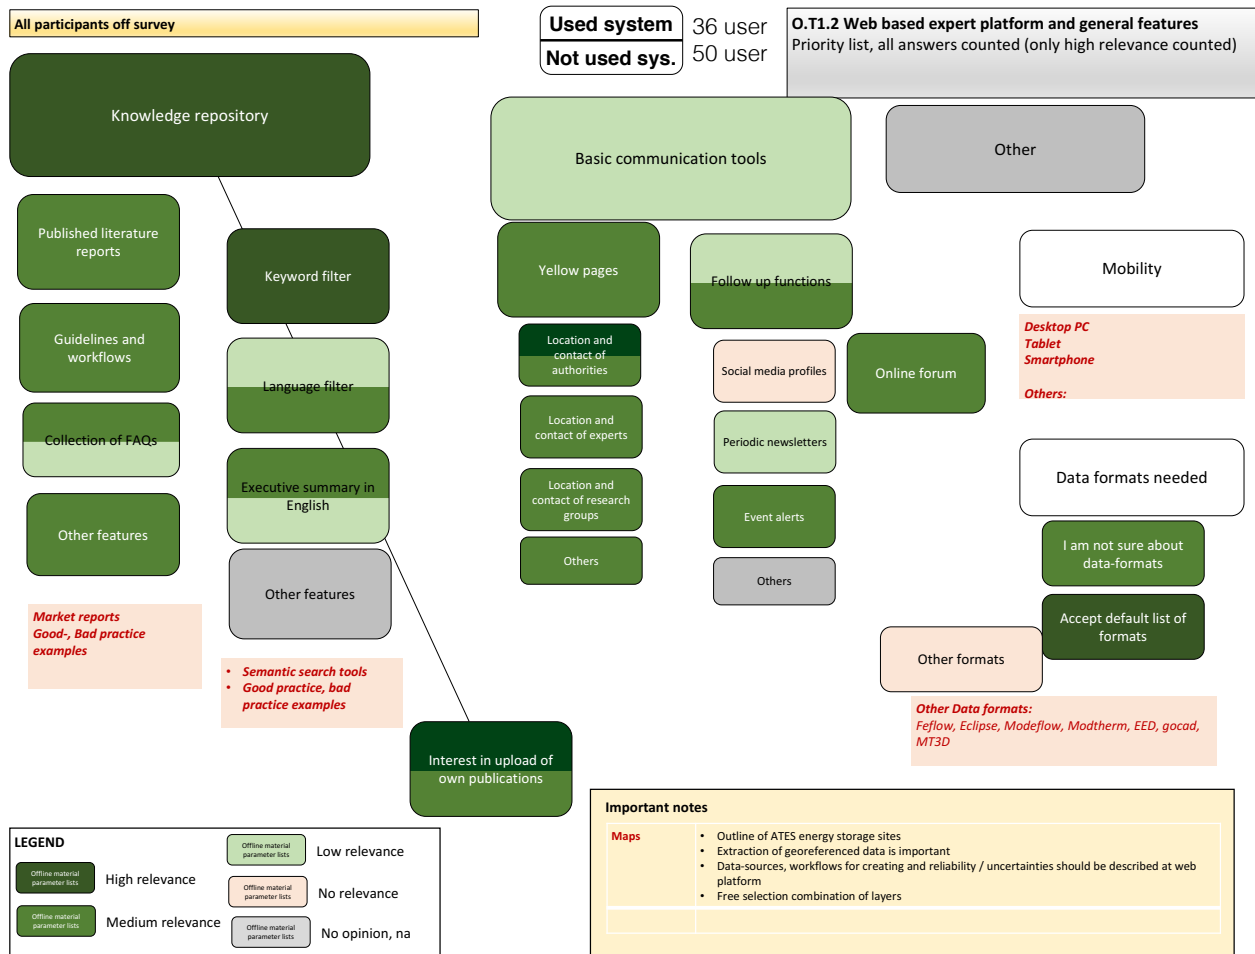 All participants off survey
Used system
36 user
Not used sys.
50 user
O.T1.2 Web based expert platform and general features
Priority list, all answers counted (only high relevance counted)
Knowledge repository
Basic communication tools
Other
Published literature
reports
Keyword filter
Yellow pages
Follow up functions
Mobility
Guidelines and
workflows
Language filter
Location and
contact of
authorities
Social media profiles
Online forum
Desktop PC
Tablet
Smartphone
Others:
Collection of FAQs
Location and
contact of experts
Periodic newsletters
Executive summary in
English
Location and
contact of research
groups
Event alerts
Data formats needed
Other features
Others
Others
I am not sure about
data-formats
Other features
Accept default list of
formats
Market reports
Good-, Bad practice
examples
• Semantic search tools
• Good practice, bad
practice examples
Other formats
Other Data formats:
Feflow, Eclipse, Modeflow, Modtherm, EED, gocad,
MT3D
Interest in upload of
own publications
LEGEND
Offline material
parameter lists
High relevance
Offline material
parameter lists
Medium relevance
Offline material
parameter lists
Low relevance
Offline material
parameter lists
No relevance
Offline material
parameter lists
No opinion, na
Important notes
Maps
• Outline of ATES energy storage sites
• Extraction of georeferenced data is important
• Data-sources, workflows for creating and reliability / uncertainties should be described at web
platform
• Free selection combination of layers